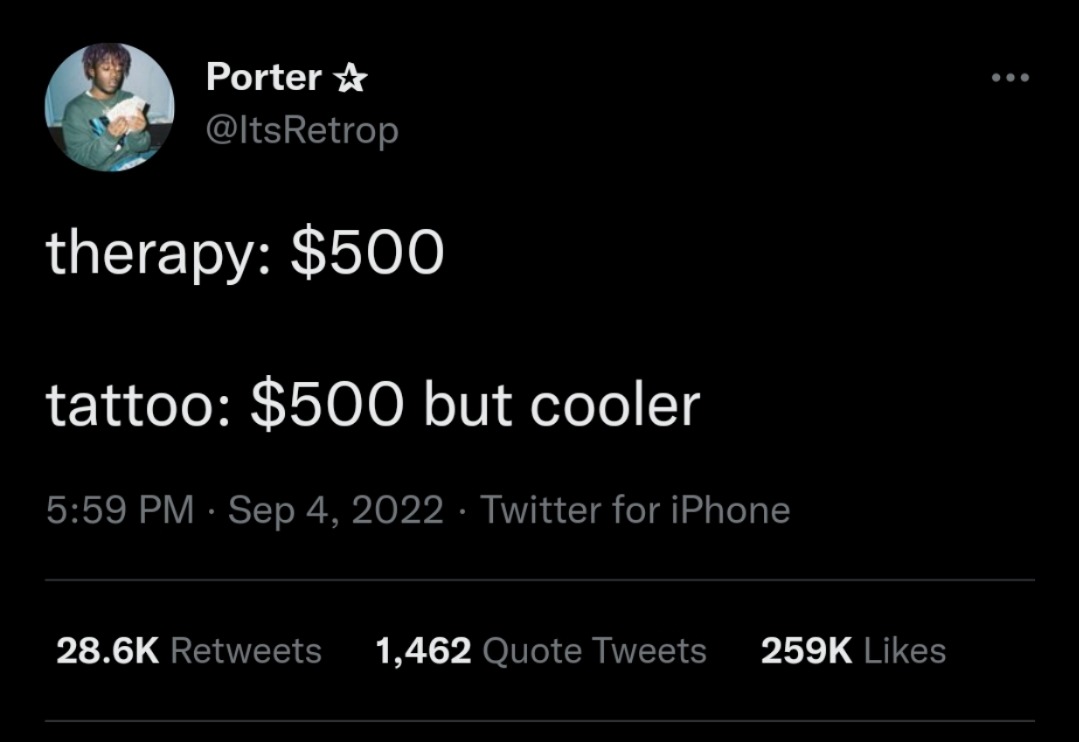 Porter ☆
@ItsRetrop
therapy: $500
tattoo: $500 but cooler
5:59 PM · Sep 4, 2022 · Twitter for iPhone
28.6K Retweets 1,462 Quote Tweets 259K Likes